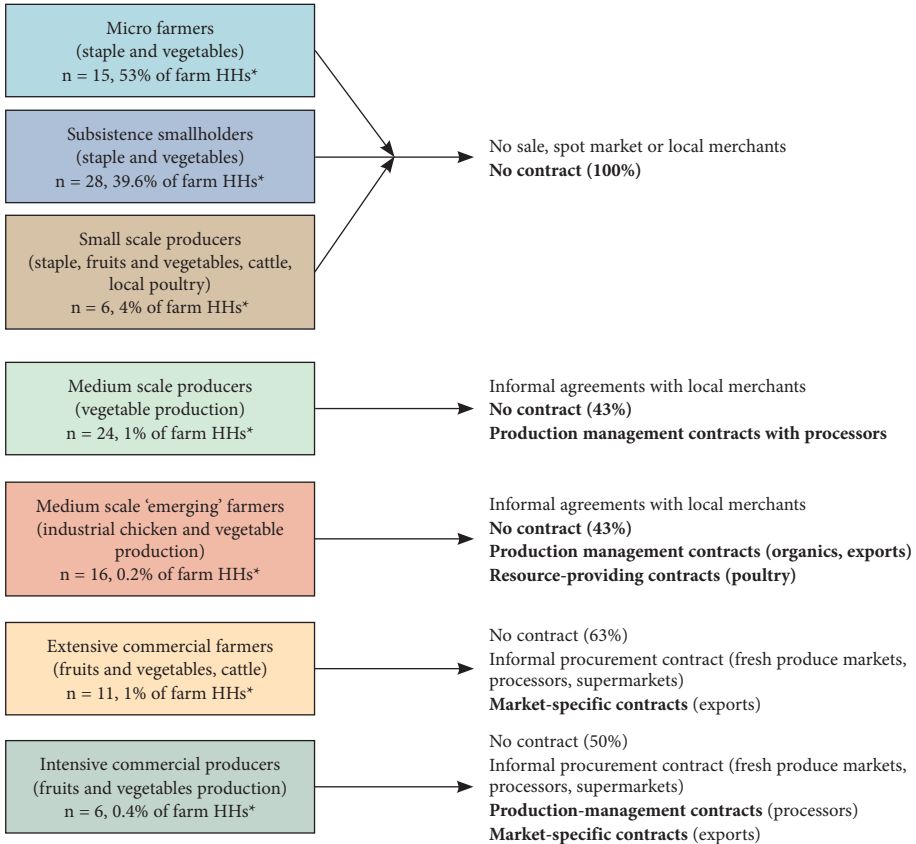 Micro farmers
(staple and vegetables)
n = 15, 53% of farm HHs*
Subsistence smallholders
(staple and vegetables)
n = 28, 39.6% of farm HHs*
Small scale producers
(staple, fruits and vegetables, cattle,
local poultry)
n = 6, 4% of farm HHs*
No sale, spot market or local merchants
No contract (100%)
Medium scale producers
(vegetable production)
n = 24, 1% of farm HHs*
Informal agreements with local merchants
No contract (43%)
Production management contracts with processors
Medium scale ‘emerging’ farmers
(industrial chicken and vegetable
production)
n = 16, 0.2% of farm HHs*
Informal agreements with local merchants
No contract (43%)
Production management contracts (organics, exports)
Resource-providing contracts (poultry)
Extensive commercial farmers
(fruits and vegetables, cattle)
n = 11, 1% of farm HHs*
No contract (63%)
Informal procurement contract (fresh produce markets,
processors, supermarkets)
Market-specific contracts (exports)
Intensive commercial producers
(fruits and vegetables production)
n = 6, 0.4% of farm HHs*
No contract (50%)
Informal procurement contract (fresh produce markets,
processors, supermarkets)
Production-management contracts (processors)
Market-specific contracts (exports)